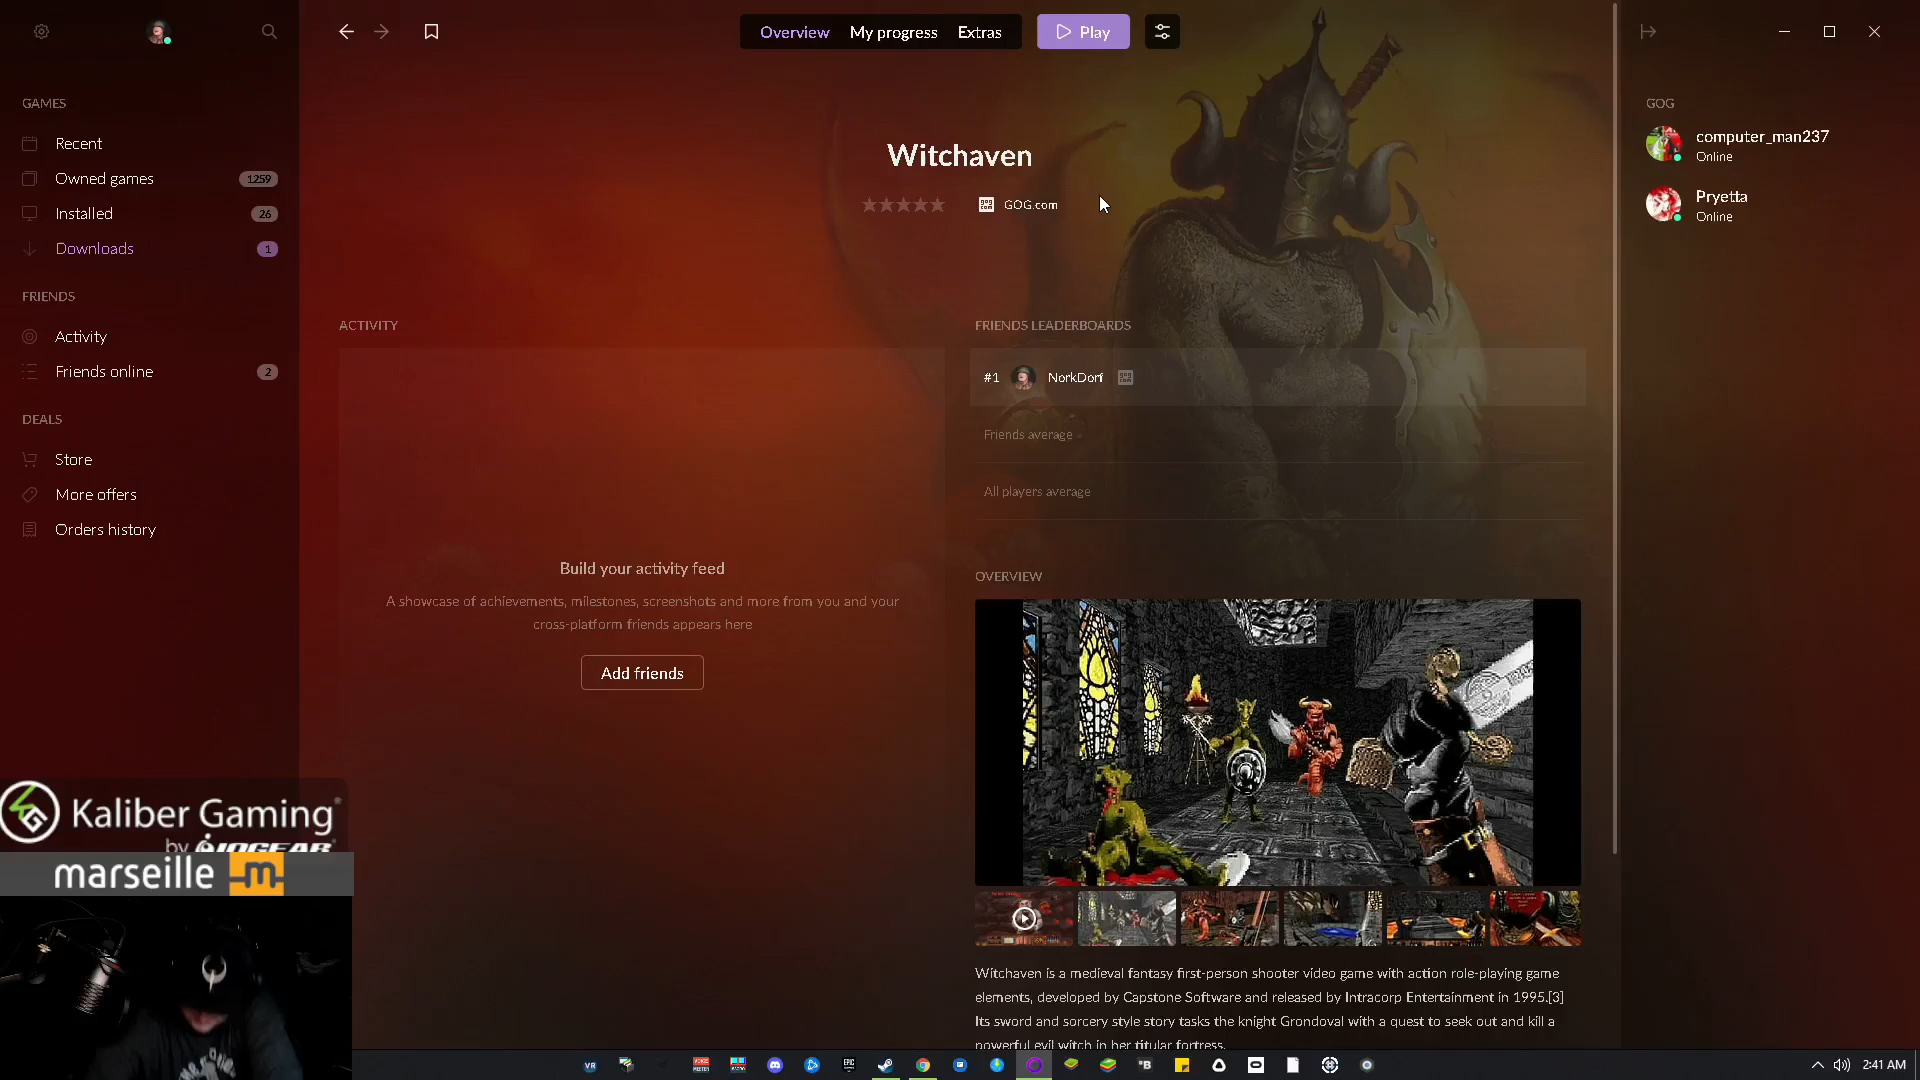 Overview
My progress
Extras
Play
GAMES
Recent
Owned games
1259
Installed
26
Downloads
1
FRIENDS
Activity
Friends online
2
DEALS
Store
More offers
Orders history
Witchaven
GOG.com
ACTIVITY
Build your activity feed
A showcase of achievements, milestones, screenshots and more from you and your
cross-platform friends appears here
Add friends
FRIENDS LEADERBOARDS
#1
NorkDorf
Friends average
All players average
OVERVIEW
Witchaven is a medieval fantasy first-person shooter video game with action role-playing game
elements, developed by Capstone Software and released by Intracorp Entertainment in 1995.[3]
Its sword and sorcery style story tasks the knight Grondoval with a quest to seek out and kill a
powerful evil witch in her titular fortress.
GOG
computer_man237
Online
Pryetta
Online
Kaliber Gaming
by IOGEAR
marseille
VR
EPIC
2:41 AM